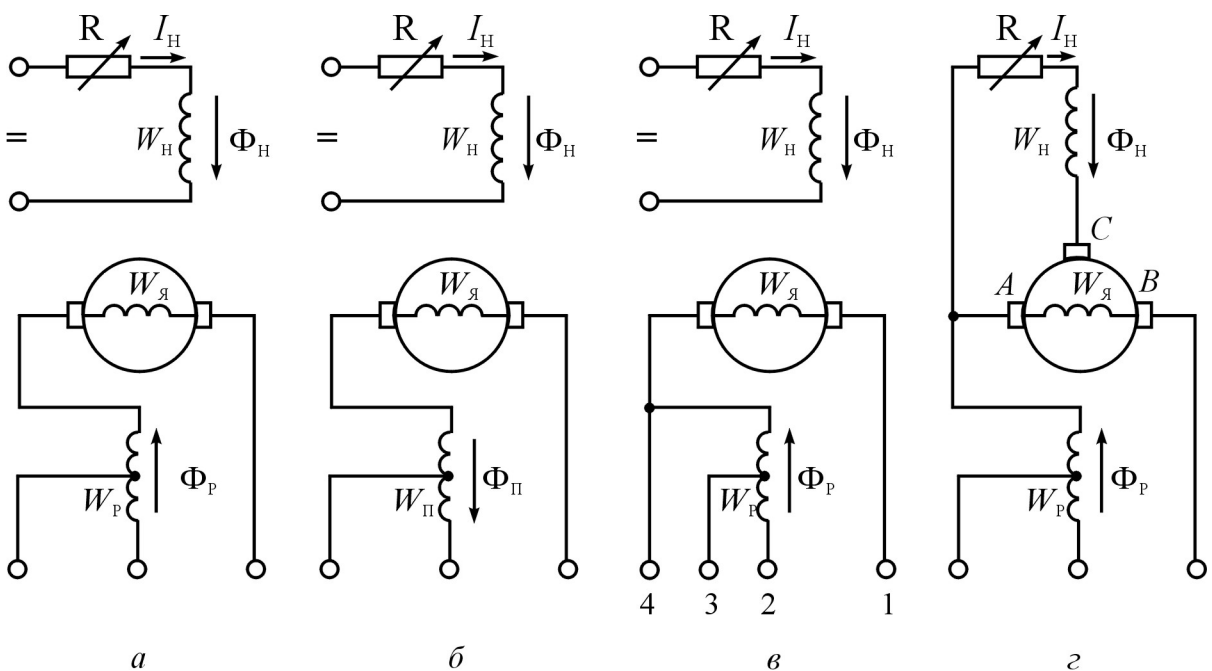 R I_Н R I_Н R I_Н R I_Н
= W_Н Φ_Н = W_Н Φ_Н = W_Н Φ_Н W_Н Φ_Н
C
W_Я W_Я W_Я A W_Я B
W_Р Φ_Р W_П Φ_П W_Р Φ_Р W_Р Φ_Р
4 3 2 1
а б в г